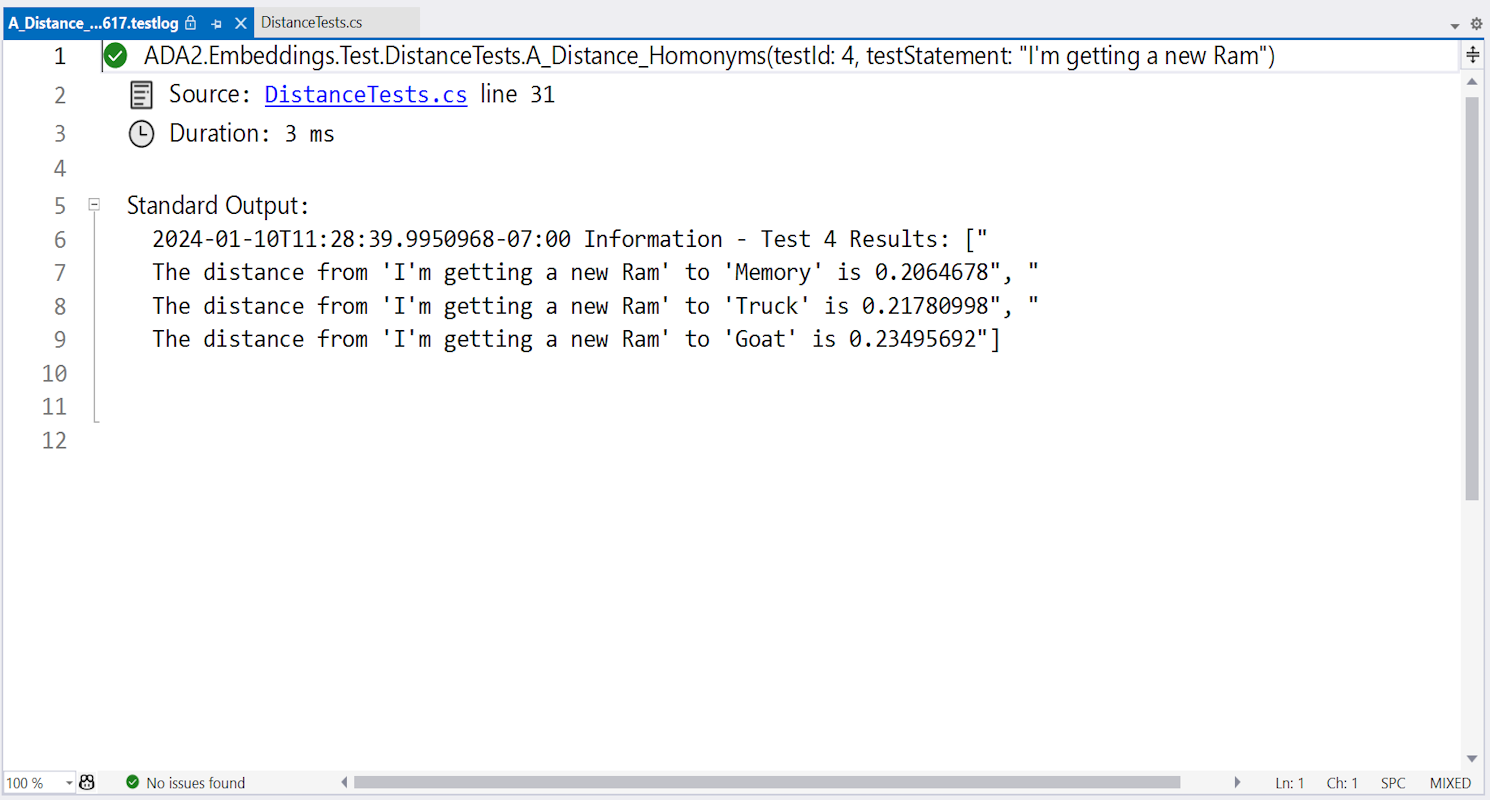 A_Distance_...617.testlog DistanceTests.cs
1 ADA2.Embeddings.Test.DistanceTests.A_Distance_Homonyms(testId: 4, testStatement: "I'm getting a new Ram")
2 Source: DistanceTests.cs line 31
3 Duration: 3 ms
4
5 Standard Output:
6 2024-01-10T11:28:39.9950968-07:00 Information - Test 4 Results: ["
7 The distance from 'I'm getting a new Ram' to 'Memory' is 0.2064678", "
8 The distance from 'I'm getting a new Ram' to 'Truck' is 0.21780998", "
9 The distance from 'I'm getting a new Ram' to 'Goat' is 0.23495692"]
10
11
12
100 % No issues found Ln: 1 Ch: 1 SPC MIXED